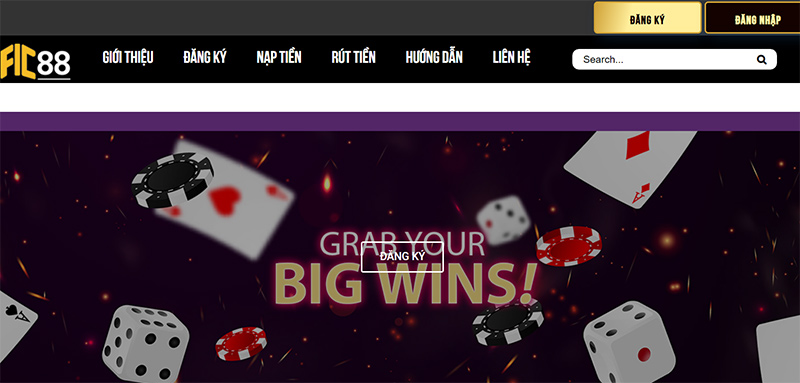 ĐĂNG KÝ
ĐĂNG NHẬP
FIC88
GIỚI THIỆU
ĐĂNG KÝ
NẠP TIỀN
RÚT TIỀN
HƯỚNG DẪN
LIÊN HỆ
Search...
GRAB YOUR
ĐĂNG KÝ
BIG WINS!
A
A